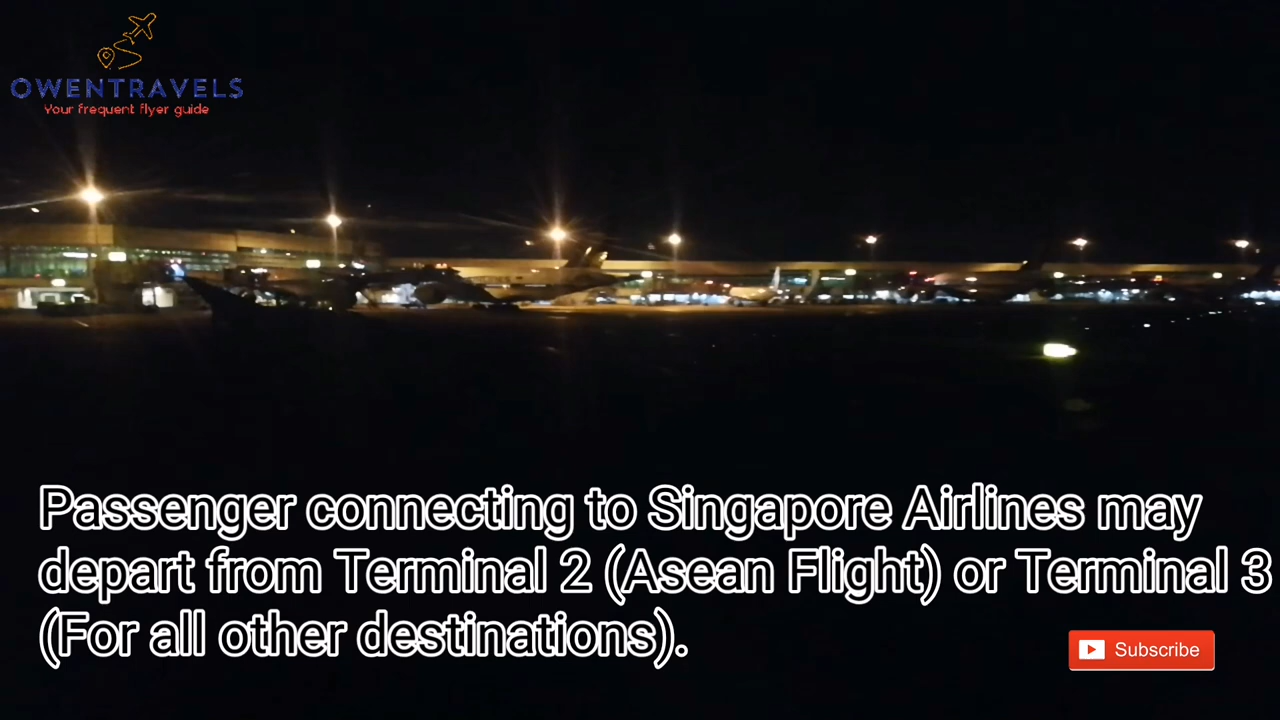 OWENTRAVELS
Your frequent flyer guide
Passenger connecting to Singapore Airlines may
depart from Terminal 2 (Asean Flight) or Terminal 3
(For all other destinations).
Subscribe